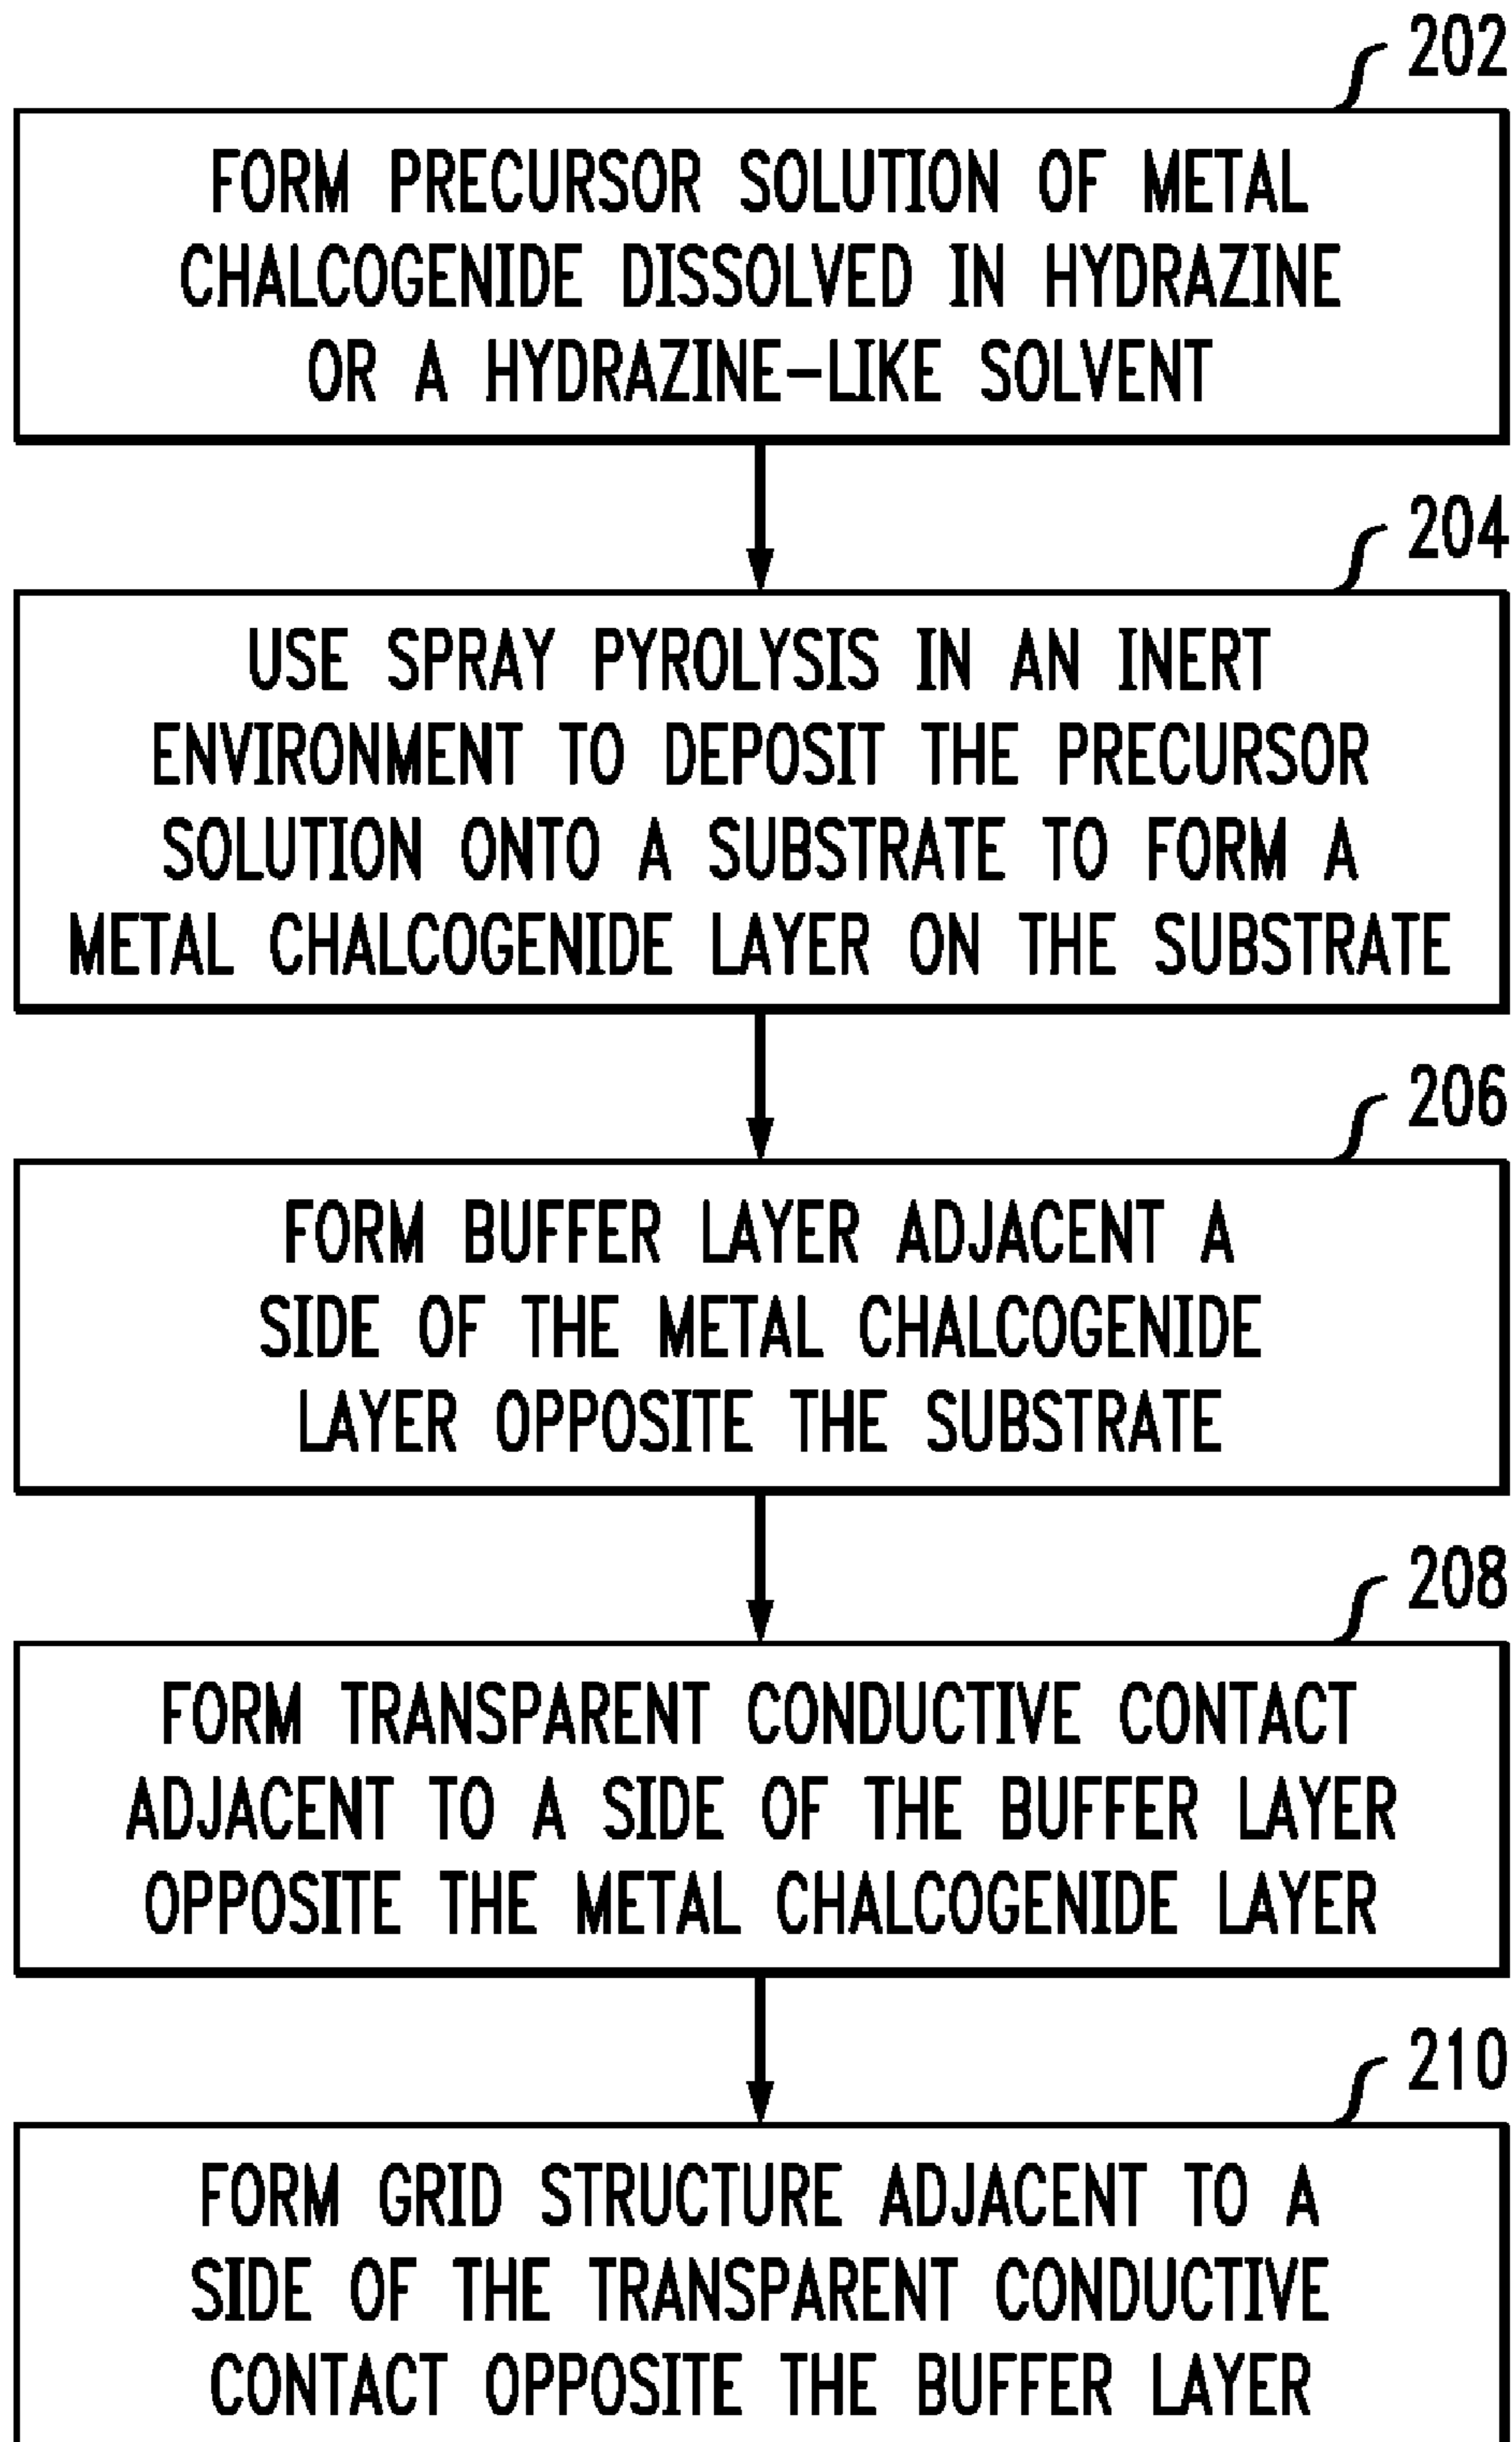 202
FORM PRECURSOR SOLUTION OF METAL
CHALCOGENIDE DISSOLVED IN HYDRAZINE
OR A HYDRAZINE-LIKE SOLVENT
204
USE SPRAY PYROLYSIS IN AN INERT
ENVIRONMENT TO DEPOSIT THE PRECURSOR
SOLUTION ONTO A SUBSTRATE TO FORM A
METAL CHALCOGENIDE LAYER ON THE SUBSTRATE
206
FORM BUFFER LAYER ADJACENT A
SIDE OF THE METAL CHALCOGENIDE
LAYER OPPOSITE THE SUBSTRATE
208
FORM TRANSPARENT CONDUCTIVE CONTACT
ADJACENT TO A SIDE OF THE BUFFER LAYER
OPPOSITE THE METAL CHALCOGENIDE LAYER
210
FORM GRID STRUCTURE ADJACENT TO A
SIDE OF THE TRANSPARENT CONDUCTIVE
CONTACT OPPOSITE THE BUFFER LAYER